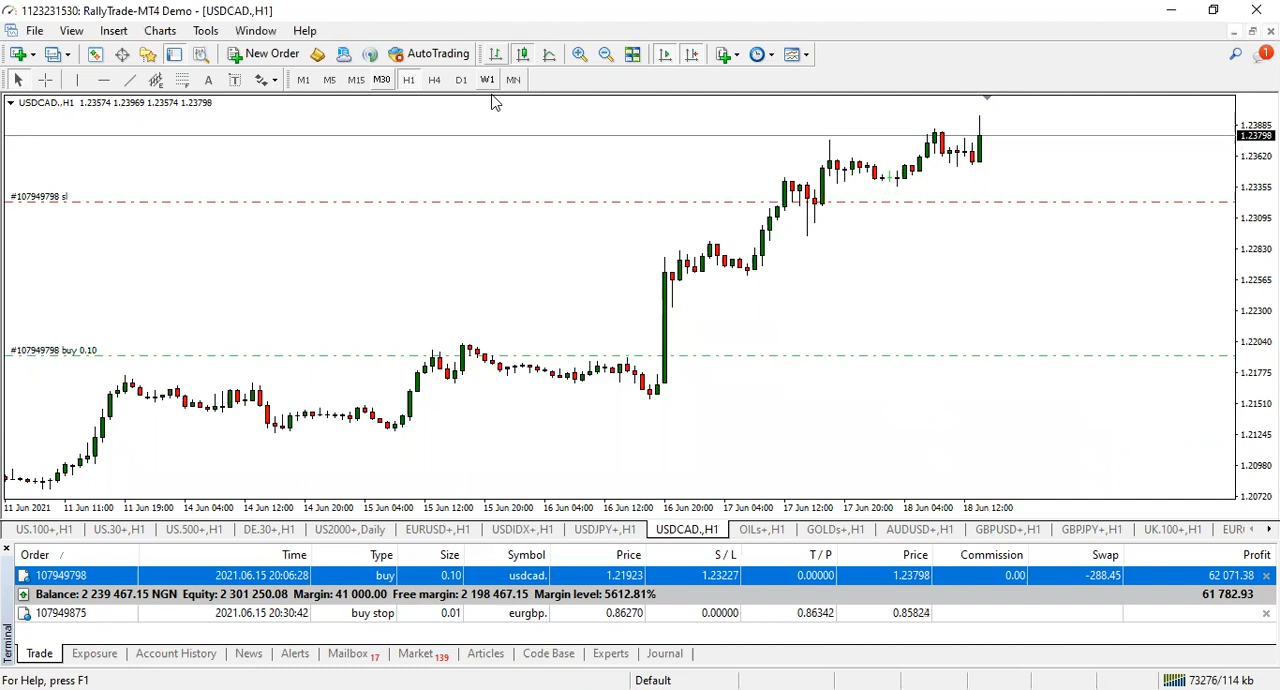 1123231530: RallyTrade-MT4 Demo - [USDCAD.,H1]
File View Insert Charts Tools Window Help
New Order AutoTrading 1
A T M1 M5 M15 M30 H1 H4 D1 W1 MN
USDCAD.,H1 1.23574 1.23969 1.23574 1.23798
1.23885
1.23798
1.23620
#107949798 sl
1.23355
1.23095
1.22830
1.22565
1.22300
1.22040
#107949798 buy 0.10
1.21775
1.21510
1.21245
1.20980
1.20720
11 Jun 2021 11 Jun 11:00 11 Jun 19:00 14 Jun 04:00 14 Jun 12:00 14 Jun 20:00 15 Jun 04:00 15 Jun 12:00 15 Jun 20:00 16 Jun 04:00 16 Jun 12:00 16 Jun 20:00 17 Jun 04:00 17 Jun 12:00 17 Jun 20:00 18 Jun 04:00 18 Jun 12:00
US.100+,H1 US.30+,H1 US.500+,H1 DE.30+,H1 US2000+,Daily EURUSD+,H1 USDIDX+,H1 USDJPY+,H1 USDCAD.,H1 OILs+,H1 GOLDs+,H1 AUDUSD+,H1 GBPUSD+,H1 GBPJPY+,H1 UK.100+,H1
Order / Time Type Size Symbol Price S / L T / P Price Commission Swap Profit
107949798 2021.06.15 20:06:28 buy 0.10 usdcad. 1.21923 1.23227 0.00000 1.23798 0.00 -288.45 62 071.38
Balance: 2 239 467.15 NGN Equity: 2 301 250.08 Margin: 41 000.00 Free margin: 2 198 467.15 Margin level: 5612.81% 61 782.93
107949875 2021.06.15 20:30:42 buy stop 0.01 eurgbp. 0.86270 0.00000 0.86342 0.85824
Terminal
Trade Exposure Account History News Alerts Mailbox 17 Market 139 Articles Code Base Experts Journal
For Help, press F1 Default 73276/114 kb